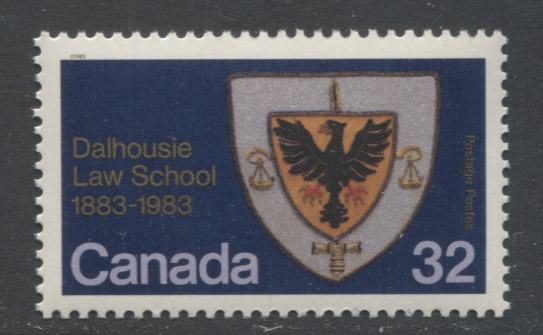 Dalhousie
Law School
1883-1983
Postage Postes
Canada
32